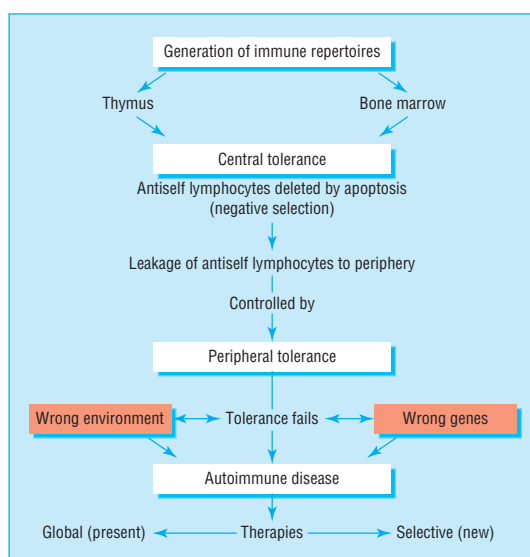 Generation of immune repertoires
Thymus
Bone marrow
Central tolerance
Antiself lymphocytes deleted by apoptosis
(negative selection)
Leakage of antiself lymphocytes to periphery
Controlled by
Peripheral tolerance
Wrong environment
Tolerance fails
Wrong genes
Autoimmune disease
Global (present)
Therapies
Selective (new)